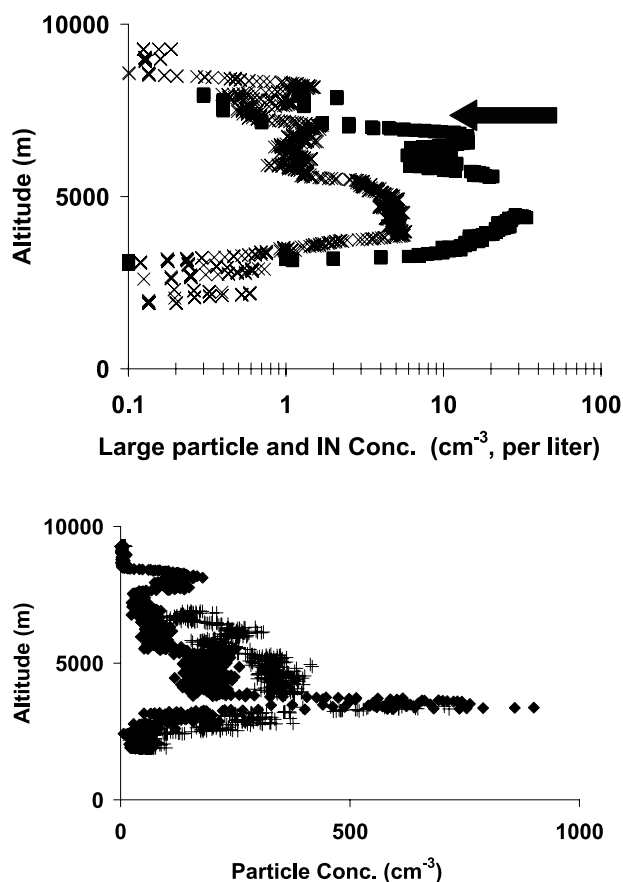 10000
Altitude (m)
5000
0
0.1 1 10 100
Large particle and IN Conc. (cm⁻³, per liter)
10000
Altitude (m)
5000
0
0 500 1000
Particle Conc. (cm⁻³)